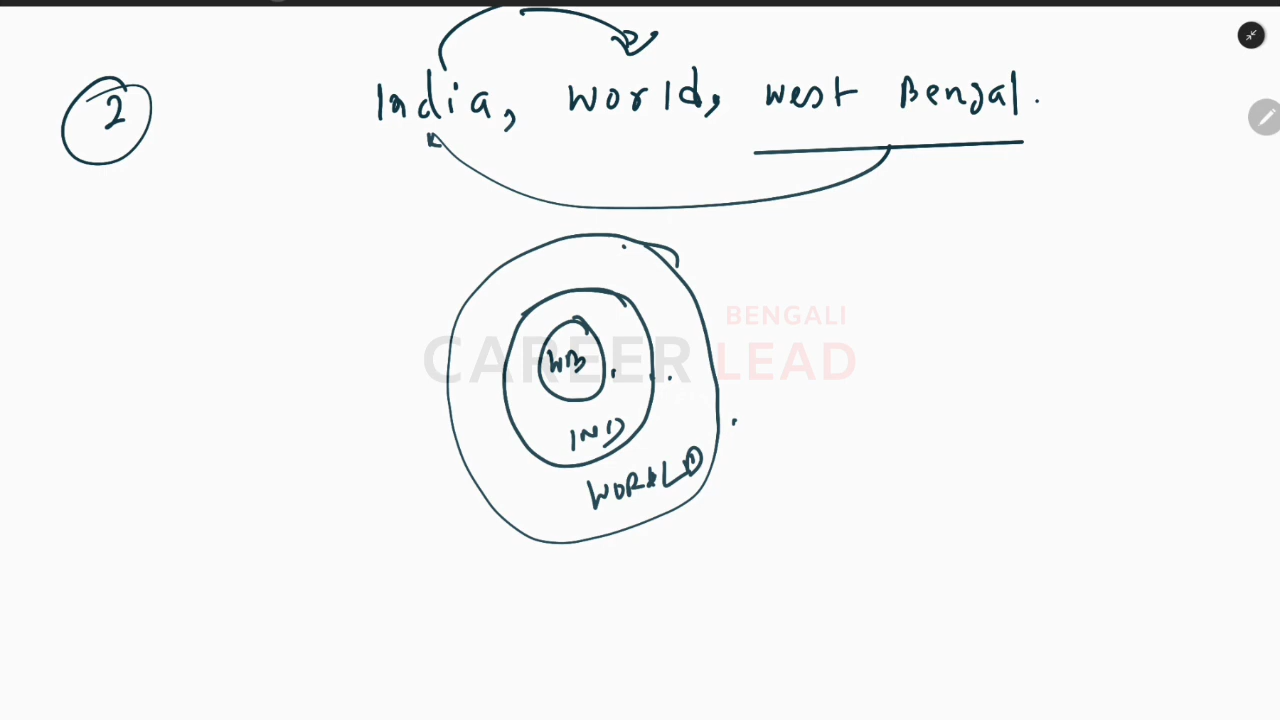 2
India, World, West Bengal.
BENGALI
CAREER LEAD
WB
IND
WORLD